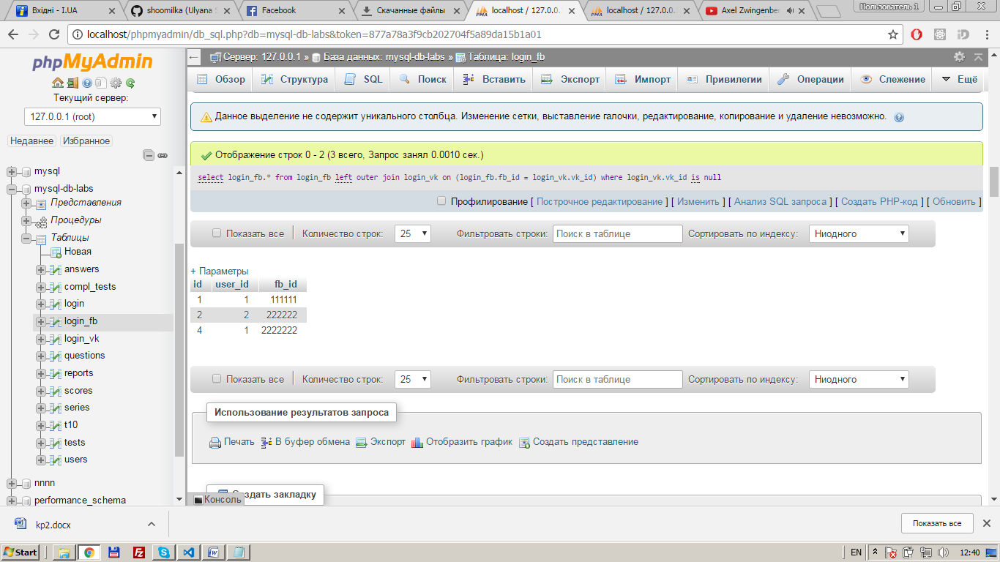 Вхідні - I.UA
shoomilka (Ulyana S
Facebook
Скачанные файлы
localhost / 127.0.0.
localhost / 127.0.0.
Axel Zwingenber
Пользователь 1
localhost/phpmyadmin/db_sql.php?db=mysql-db-labs&token=877a78a3f9cb202704f5a89da15b1a01
phpMyAdmin
Текущий сервер:
127.0.0.1 (root)
Недавнее Избранное
mysql
mysql-db-labs
Представления
Процедуры
Таблицы
Новая
answers
compl_tests
login
login_fb
login_vk
questions
reports
scores
series
t10
tests
users
nnnn
performance_schema
Сервер: 127.0.0.1 » База данных: mysql-db-labs » Таблица: login_fb
Обзор Структура SQL Поиск Вставить Экспорт Импорт Привилегии Операции Слежение Ещё
Данное выделение не содержит уникального столбца. Изменение сетки, выставление галочки, редактирование, копирование и удаление невозможно.
Отображение строк 0 - 2 (3 всего, Запрос занял 0.0010 сек.)
select login_fb.* from login_fb left outer join login_vk on (login_fb.fb_id = login_vk.vk_id) where login_vk.vk_id is null
Профилирование [ Построчное редактирование ] [ Изменить ] [ Анализ SQL запроса ] [ Создать PHP-код ] [ Обновить ]
Показать все Количество строк: 25 Фильтровать строки: Поиск в таблице Сортировать по индексу: Ниодного
+ Параметры
id user_id fb_id
1 1 111111
2 2 222222
4 1 2222222
Показать все Количество строк: 25 Фильтровать строки: Поиск в таблице Сортировать по индексу: Ниодного
Использование результатов запроса
Печать В буфер обмена Экспорт Отобразить график Создать представление
здать закладку
Консоль
kp2.docx
Показать все
Start
EN
12:40